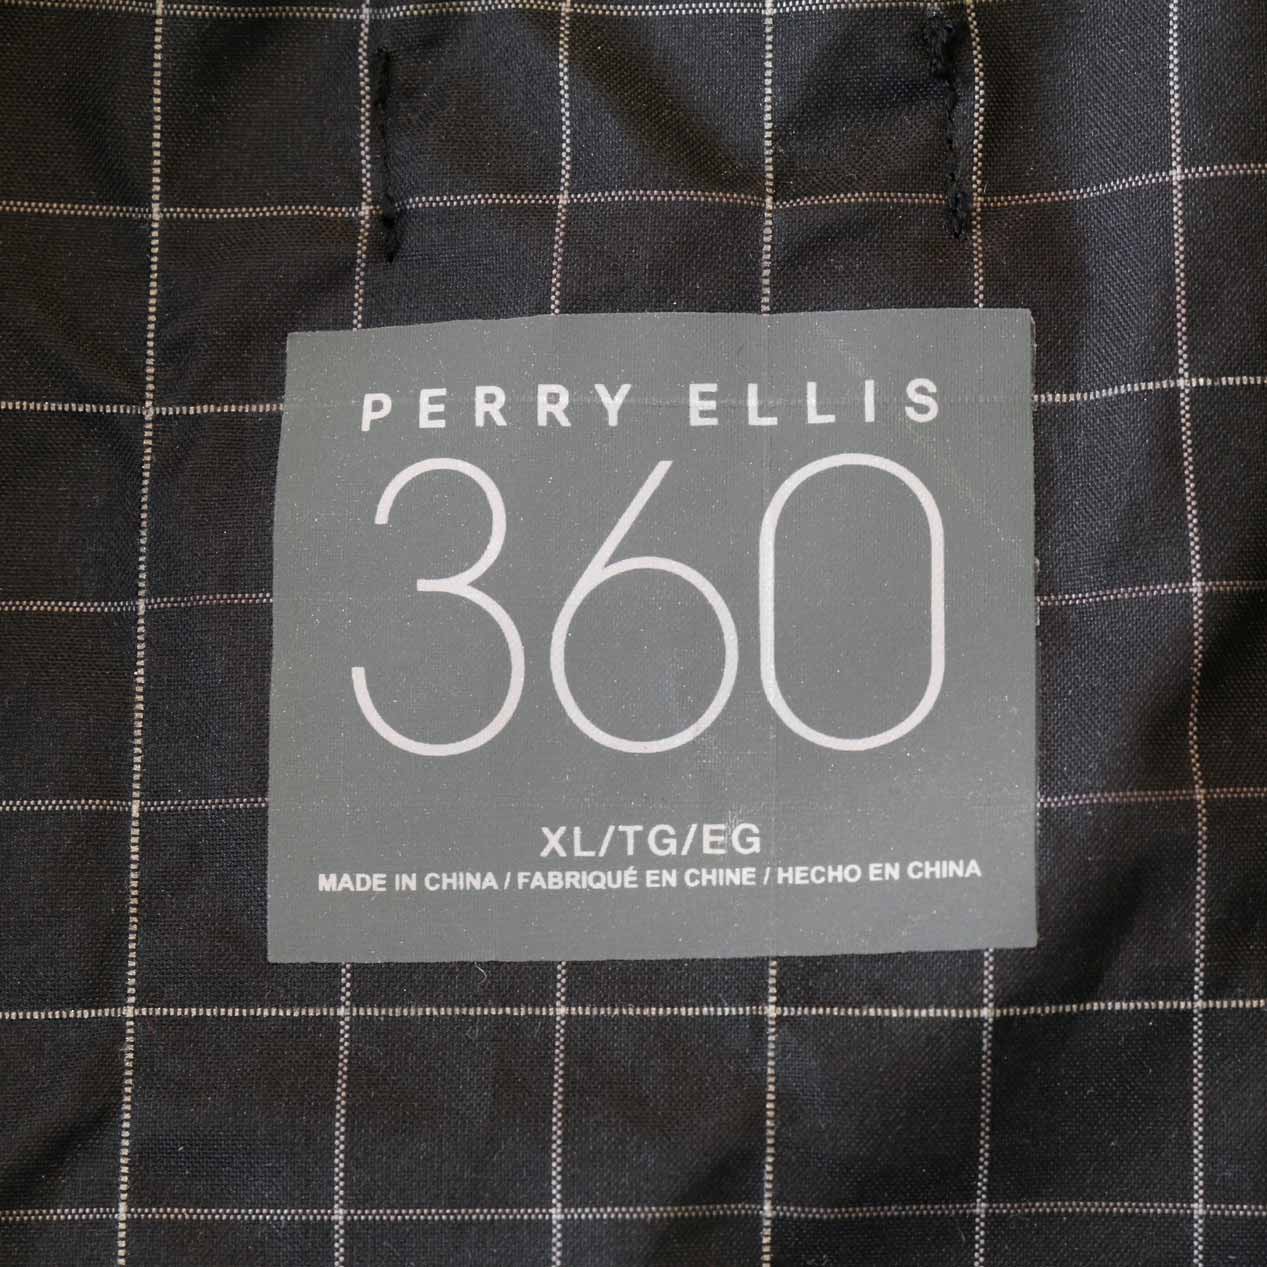 PERRY ELLIS
360
XL/TG/EG
MADE IN CHINA / FABRIQUÉ EN CHINE / HECHO EN CHINA